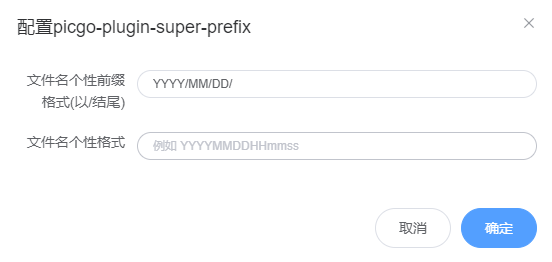 配置picgo-plugin-super-prefix
文件名个性前缀
格式(以/结尾)
YYYY/MM/DD/
文件名个性格式
例如 YYYYMMDDHHmmss
取消
确定